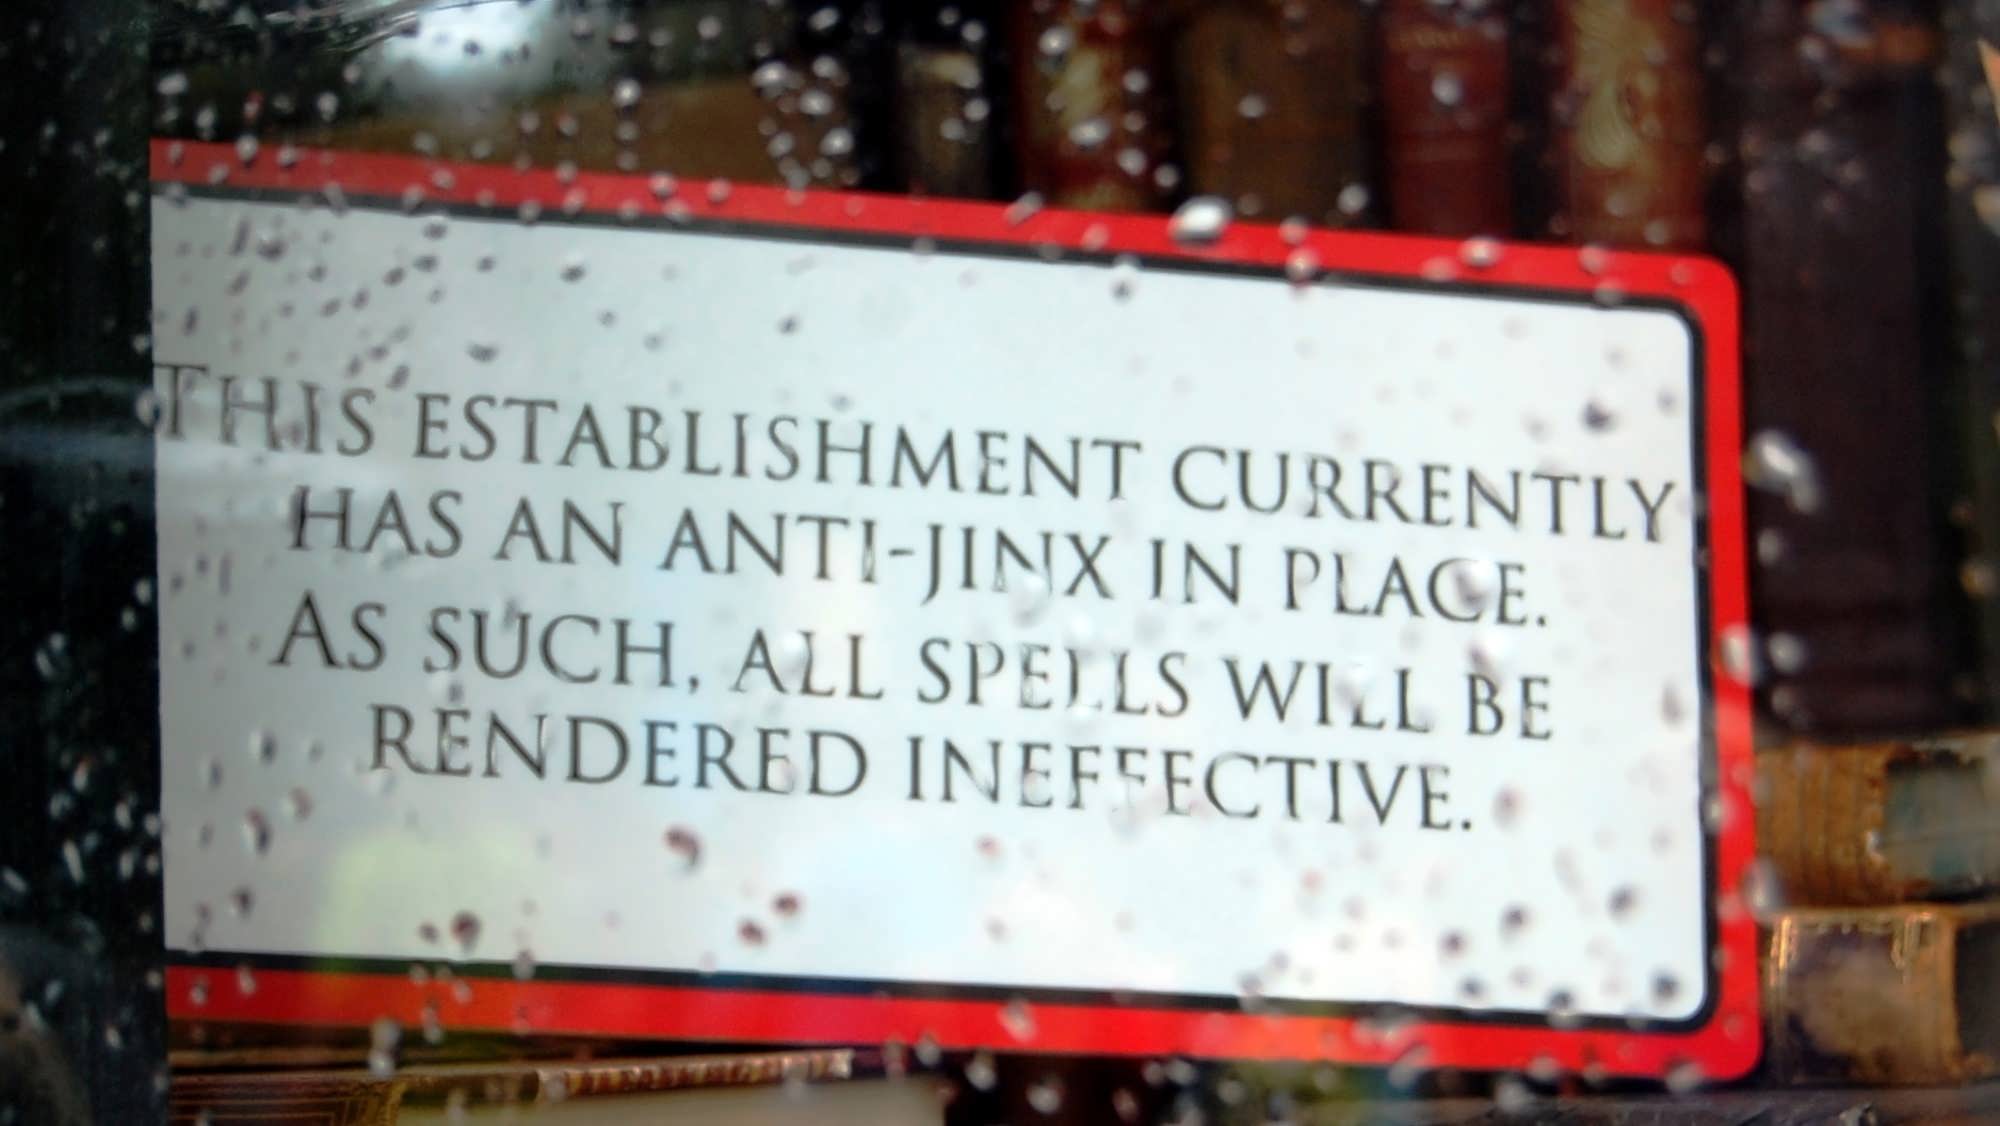 THIS ESTABLISHMENT CURRENTLY
HAS AN ANTI-JINX IN PLACE.
AS SUCH, ALL SPELLS WILL BE
RENDERED INEFFECTIVE.